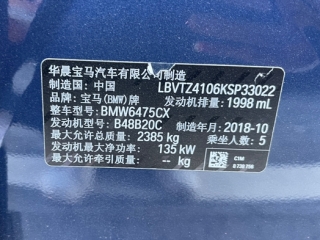 华晨宝马汽车有限公司制造
制造国：中国 LBVTZ4106KSP33022
品牌：宝马(BMW)牌 发动机排量：1998 mL
整车型号：BMW6475CX
发动机型号：B48B20C 制造年月：2018-10
最大允许总质量：2385 kg 乘坐人数：5
发动机最大净功率：135 kW
最大允许牵引质量：-- kg